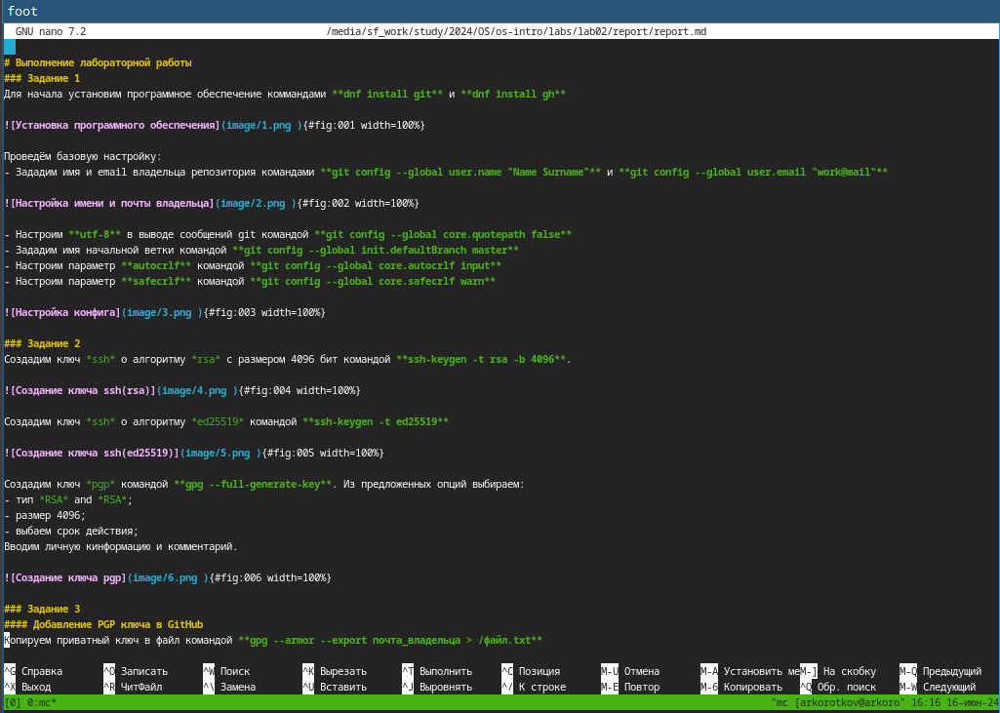 foot
GNU nano 7.2 /media/sf_work/study/2024/OS/os-intro/labs/lab02/report/report.md
# Выполнение лабораторной работы
### Задание 1
Для начала установим программное обеспечение коммандами **dnf install git** и **dnf install gh**
![Установка программного обеспечения](image/1.png ){#fig:001 width=100%}
Проведём базовую настройку:
- Зададим имя и email владельца репозитория командами **git config --global user.name "Name Surname"** и **git config --global user.email "work@mail"**
![Настройка имени и почты владельца](image/2.png ){#fig:002 width=100%}
- Настроим **utf-8** в выводе сообщений git командой **git config --global core.quotepath false**
- Зададим имя начальной ветки командой **git config --global init.defaultBranch master**
- Настроим параметр **autocrlf** командой **git config --global core.autocrlf input**
- Настроим параметр **safecrlf** командой **git config --global core.safecrlf warn**
![Настройка конфига](image/3.png ){#fig:003 width=100%}
### Задание 2
Создадим ключ *ssh* о алгоритму *rsa* с размером 4096 бит командой **ssh-keygen -t rsa -b 4096**.
![Создание ключа ssh(rsa)](image/4.png ){#fig:004 width=100%}
Создадим ключ *ssh* о алгоритму *ed25519* командой **ssh-keygen -t ed25519**
![Создание ключа ssh(ed25519)](image/5.png ){#fig:005 width=100%}
Создадим ключ *pgp* командой **gpg --full-generate-key**. Из предложенных опций выбираем:
- тип *RSA* and *RSA*;
- размер 4096;
- выбаем срок действия;
Вводим личную кинформацию и комментарий.
![Создание ключа pgp](image/6.png ){#fig:006 width=100%}
### Задание 3
#### Добавление PGP ключа в GitHub
Копируем приватный ключ в файл командой **gpg --armor --export почта_владельца > /файл.txt**
^G Справка ^O Записать ^W Поиск ^K Вырезать ^T Выполнить ^C Позиция M-U Отмена M-A Установить меM-] На скобку M-Q Предыдущий
^X Выход ^R ЧитФайл ^\ Замена ^U Вставить ^J Выровнять ^/ К строке M-E Повтор M-6 Копировать ^Q Обр. поиск M-W Следующий
[0] 0:mc* "mc [arkorotkov@arkoro" 16:16 16-июн-24